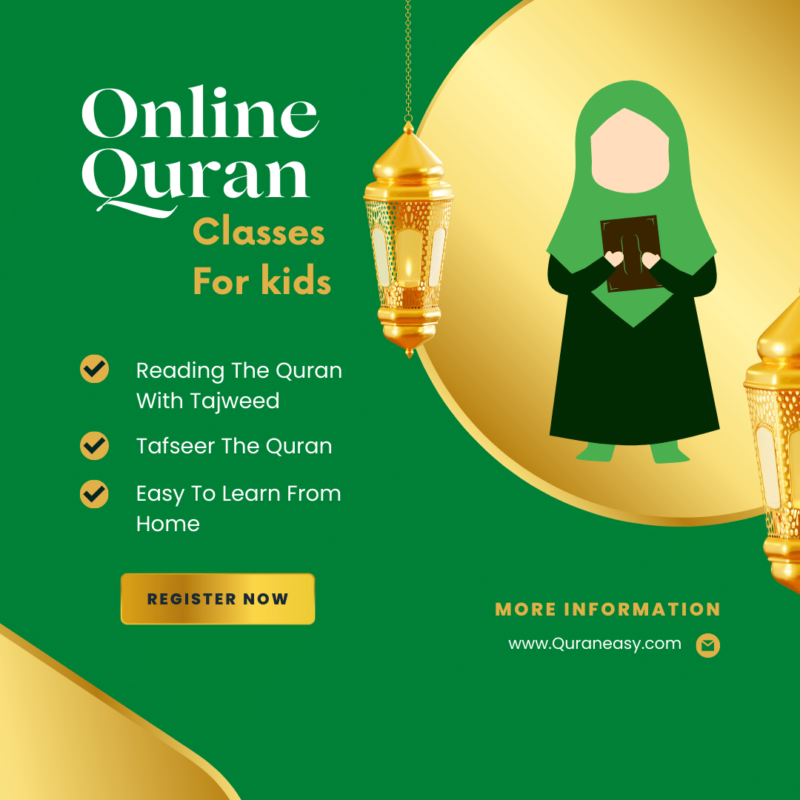 Online
Quran
Classes
For kids
Reading The Quran
With Tajweed
Tafseer The Quran
Easy To Learn From
Home
REGISTER NOW
MORE INFORMATION
www.Quraneasy.com